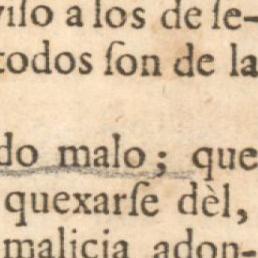 viſo a los de ſe-
todos ſon de la
do malo; que
quexarſe dèl,
malicia adon-